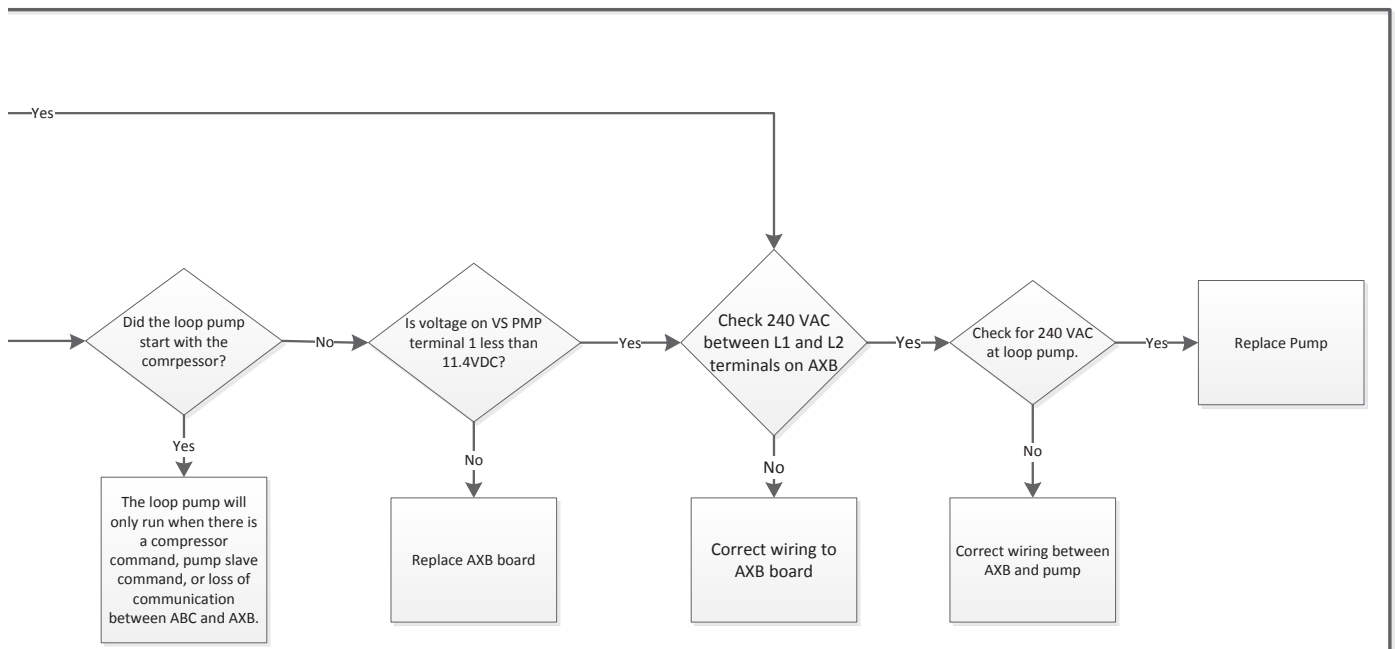 Yes
Did the loop pump
start with the
comrpessor?
No
Is voltage on VS PMP
terminal 1 less than
11.4VDC?
Yes
Check 240 VAC
between L1 and L2
terminals on AXB
Yes
Check for 240 VAC
at loop pump.
Yes
Replace Pump
Yes
No
No
No
The loop pump will
only run when there is
a compressor
command, pump slave
command, or loss of
communication
between ABC and AXB.
Replace AXB board
Correct wiring to
AXB board
Correct wiring between
AXB and pump